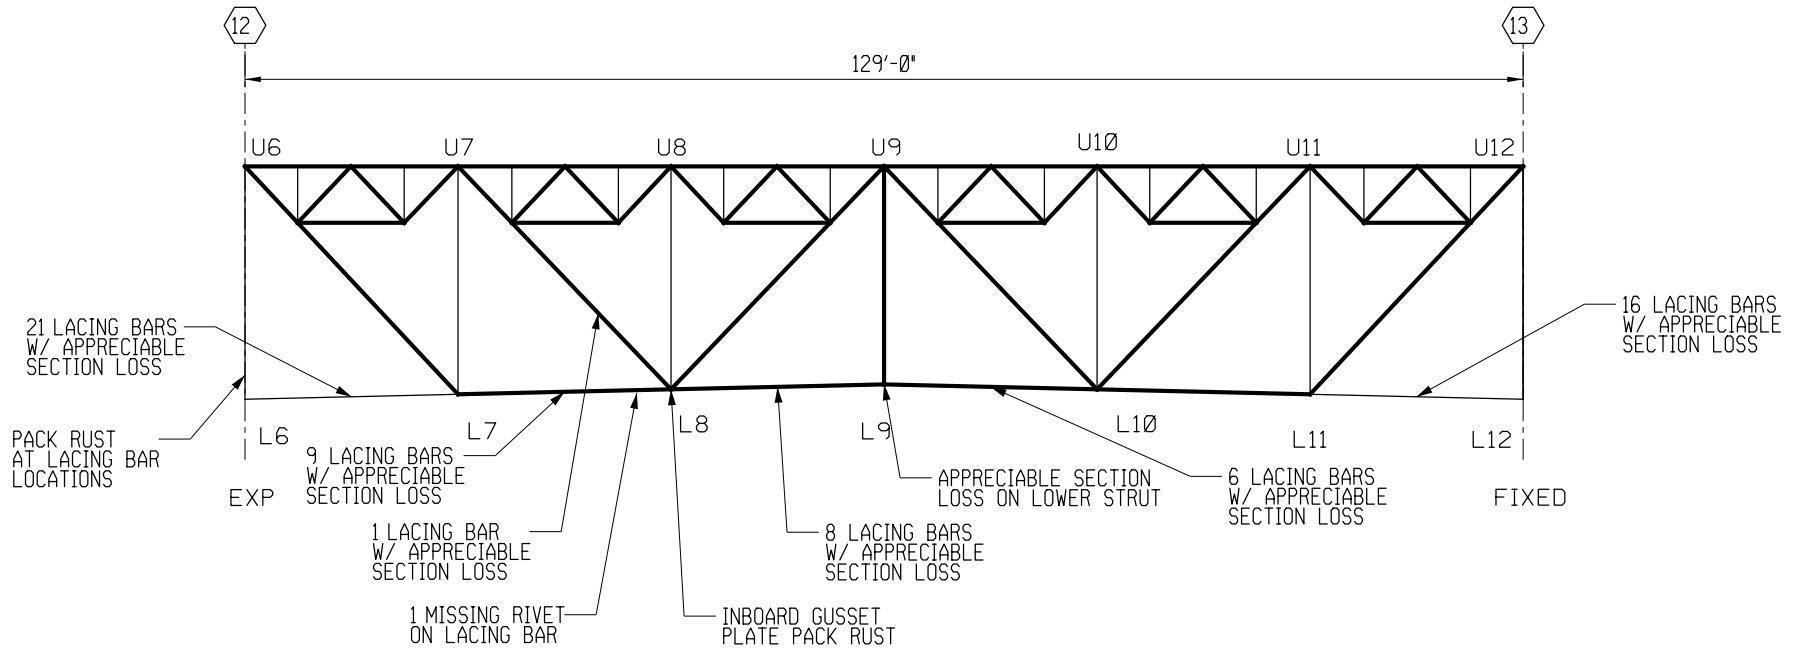 12
13
129'-0"
U6
U7
U8
U9
U10
U11
U12
21 LACING BARS
W/ APPRECIABLE
SECTION LOSS
16 LACING BARS
W/ APPRECIABLE
SECTION LOSS
PACK RUST
AT LACING BAR
LOCATIONS
L6
L7
L8
L9
L10
L11
L12
EXP
FIXED
9 LACING BARS
W/ APPRECIABLE
SECTION LOSS
APPRECIABLE SECTION
LOSS ON LOWER STRUT
6 LACING BARS
W/ APPRECIABLE
SECTION LOSS
1 LACING BAR
W/ APPRECIABLE
SECTION LOSS
8 LACING BARS
W/ APPRECIABLE
SECTION LOSS
1 MISSING RIVET
ON LACING BAR
INBOARD GUSSET
PLATE PACK RUST